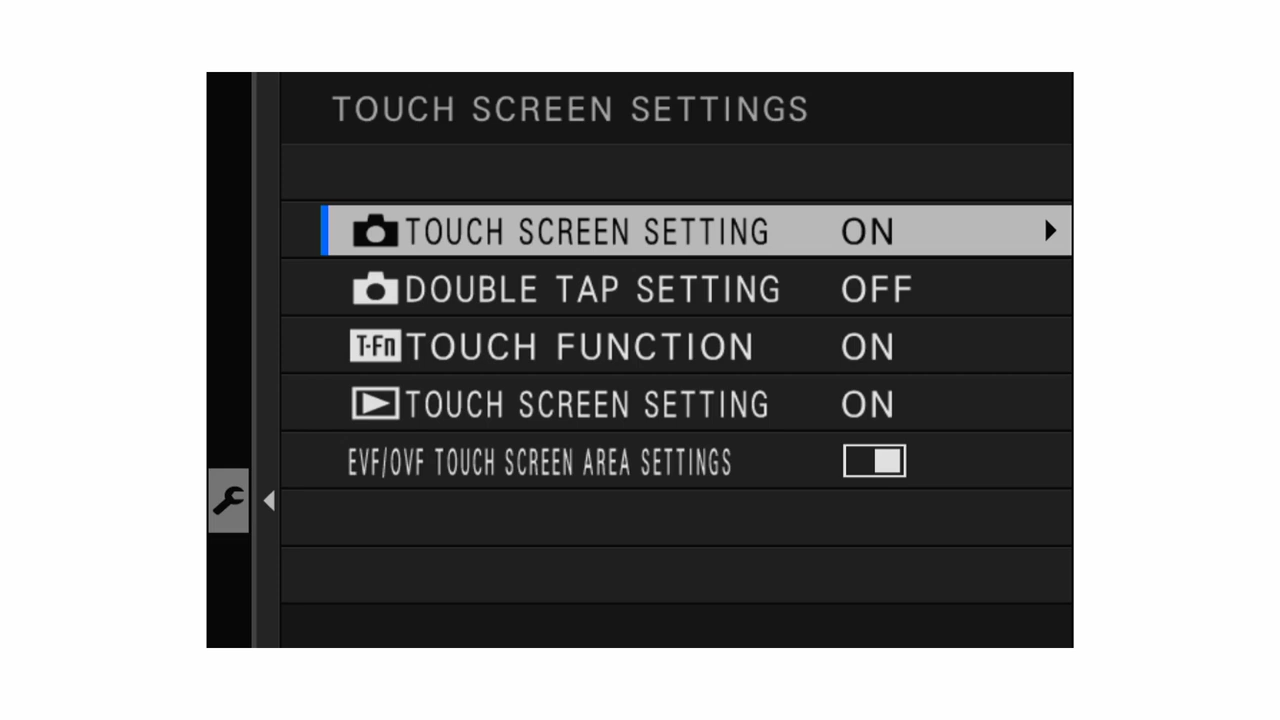 TOUCH SCREEN SETTINGS
TOUCH SCREEN SETTING ON
DOUBLE TAP SETTING OFF
T-Fn TOUCH FUNCTION ON
TOUCH SCREEN SETTING ON
EVF/OVF TOUCH SCREEN AREA SETTINGS